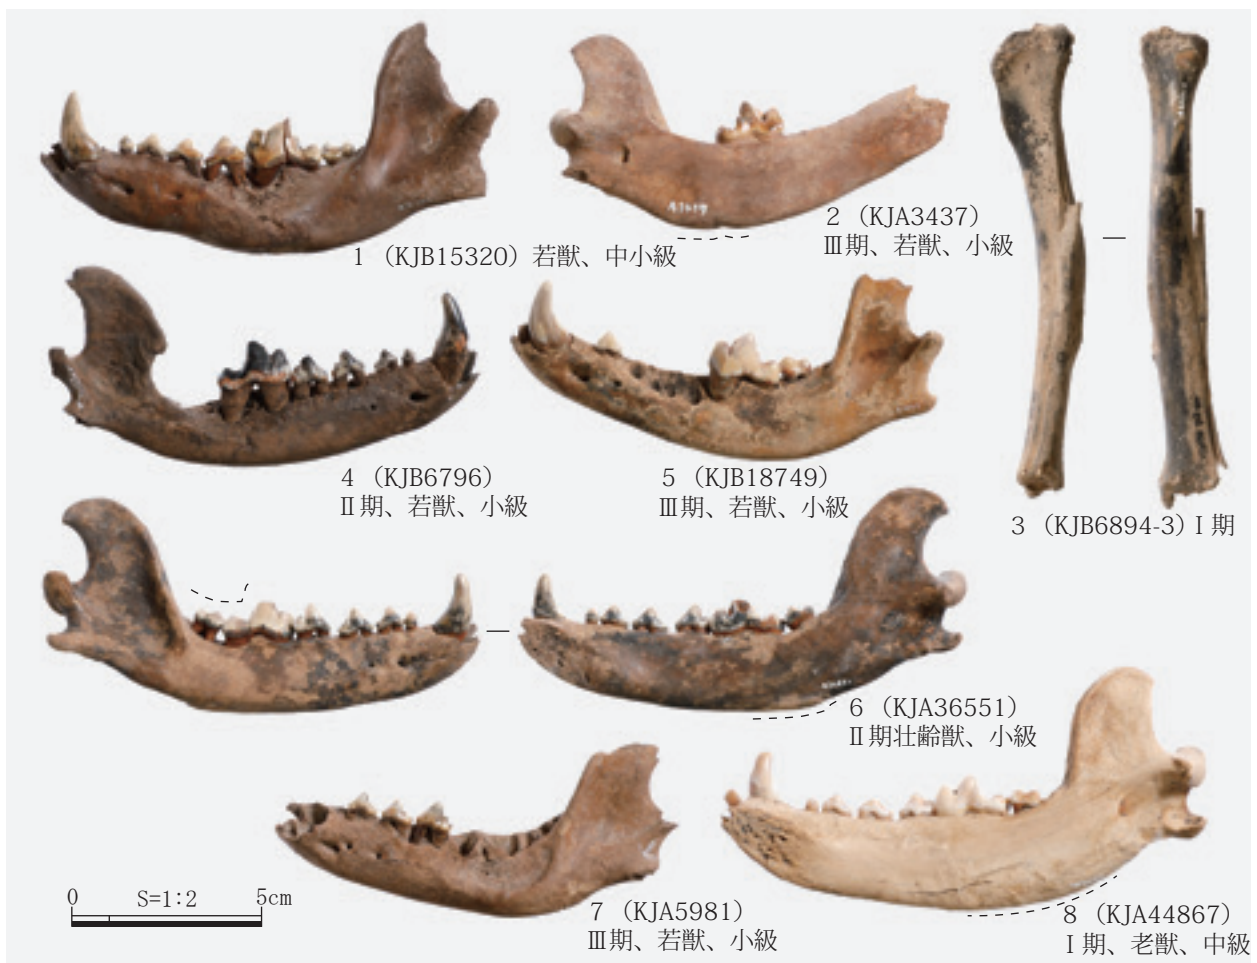 1（KJB15320）若獣、中小級
2（KJA3437）
Ⅲ期、若獣、小級
3（KJB6894-3）Ⅰ期
4（KJB6796）
Ⅱ期、若獣、小級
5（KJB18749）
Ⅲ期、若獣、小級
6（KJA36551）
Ⅱ期壮齢獣、小級
7（KJA5981）
Ⅲ期、若獣、小級
8（KJA44867）
Ⅰ期、老獣、中級
0 S=1:2 5cm